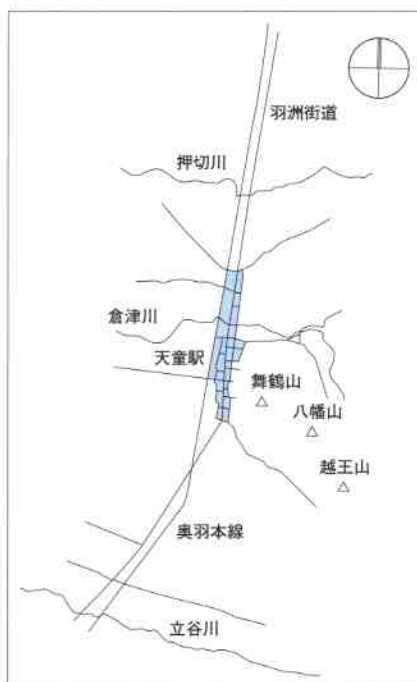 羽洲街道
押切川
倉津川
天童駅
舞鶴山
八幡山
越王山
奥羽本線
立谷川